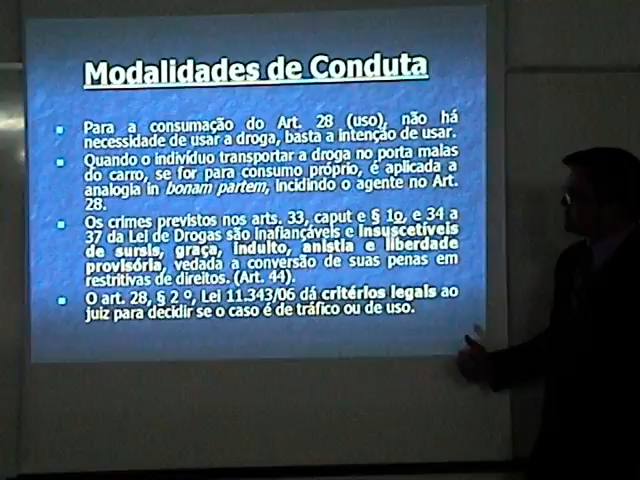 Modalidades de Conduta
Para a consumação do Art. 28 (uso), não há
necessidade de usar a droga, basta a intenção de usar.
Quando o indivíduo transportar a droga no porta malas
do carro, se for para consumo próprio, é aplicada a
analogia in bonam partem, incidindo o agente no Art.
28.
Os crimes previstos nos arts. 33, caput e § 1o, e 34 a
37 da Lei de Drogas são inafiançáveis e insuscetíveis
de sursis, graça, indulto, anistia e liberdade
provisória, vedada a conversão de suas penas em
restritivas de direitos. (Art. 44).
O art. 28, § 2 º, Lei 11.343/06 dá critérios legais ao
juiz para decidir se o caso é de tráfico ou de uso.